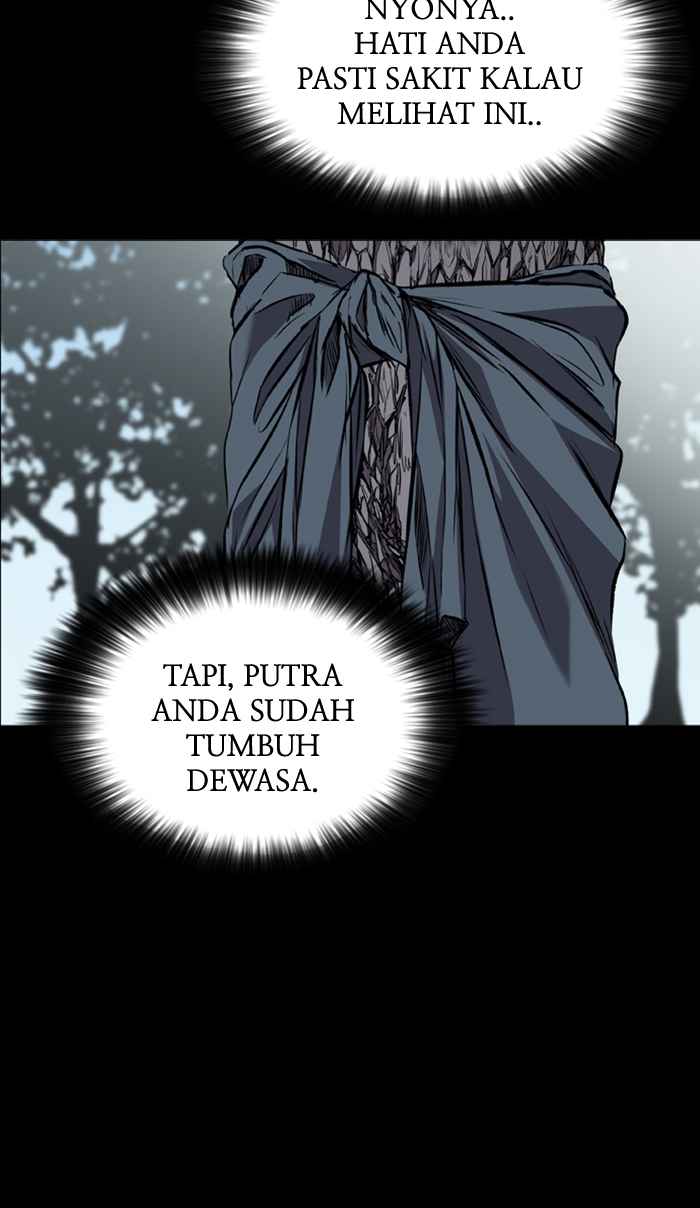 NYONYA..
HATI ANDA
PASTI SAKIT KALAU
MELIHAT INI..
TAPI, PUTRA
ANDA SUDAH
TUMBUH
DEWASA.